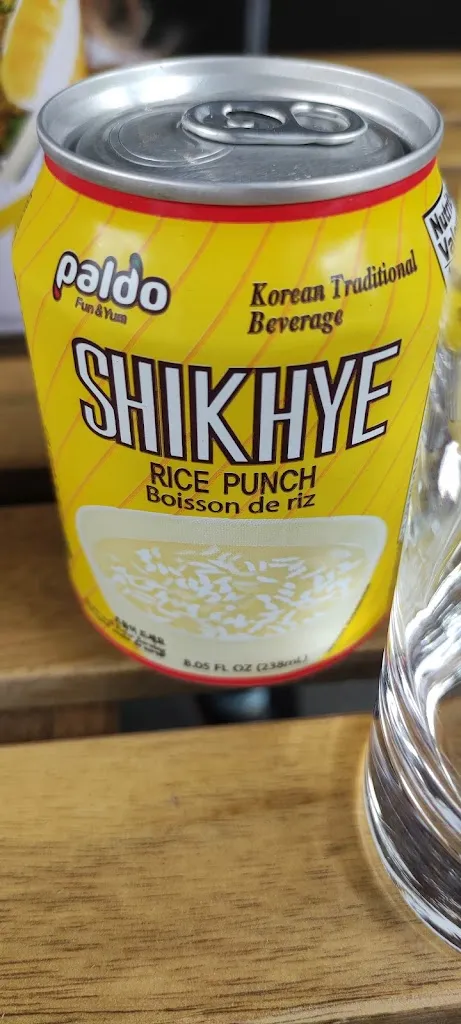 paldo
Fun & Yum
Korean Traditional
Beverage
SHIKHYE
RICE PUNCH
Boisson de riz
8.05 FL OZ (238mL)